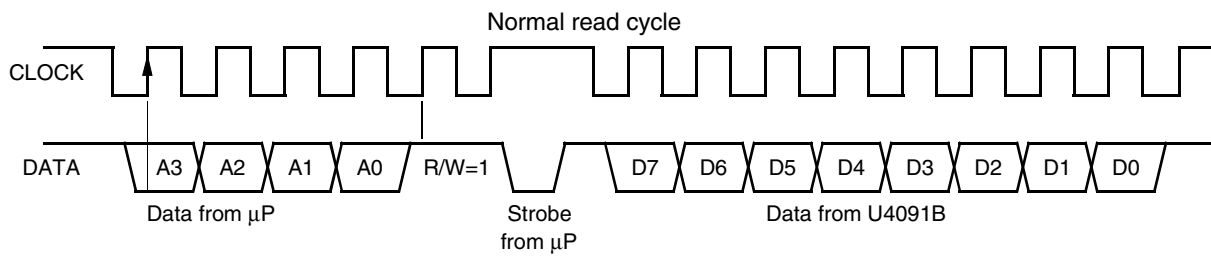 Normal read cycle
CLOCK
DATA
A3 A2 A1 A0 R/W=1 D7 D6 D5 D4 D3 D2 D1 D0
Data from μP
Strobe
from μP
Data from U4091B